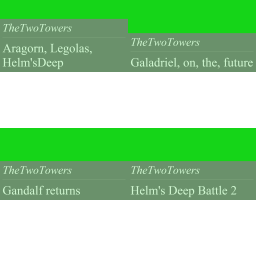 TheTwoTowers
Aragorn, Legolas,
Helm'sDeep
TheTwoTowers
Galadriel, on, the, future
TheTwoTowers
Gandalf returns
TheTwoTowers
Helm's Deep Battle 2